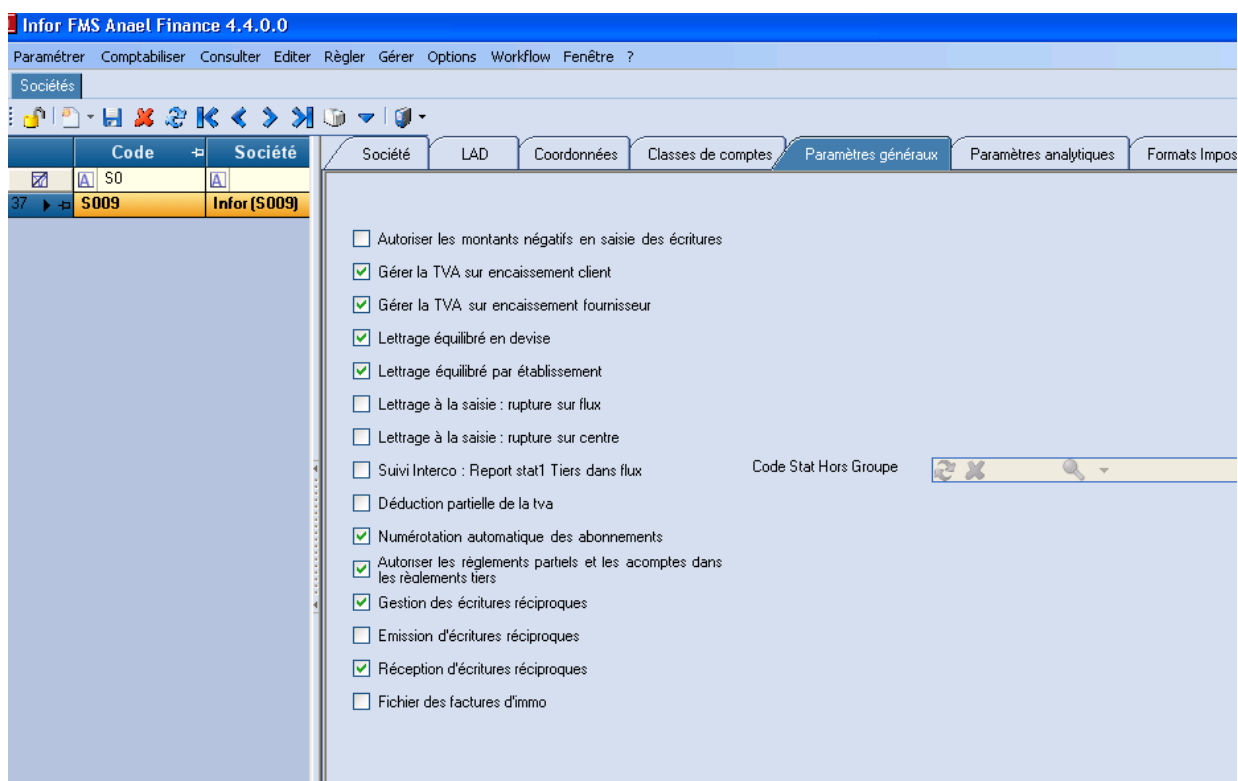 Infor FMS Anael Finance 4.4.0.0
Paramétrer Comptabiliser Consulter Editer Règler Gérer Options Workflow Fenêtre ?
Sociétés
Code Société
Société LAD Coordonnées Classes de comptes Paramètres généraux Paramètres analytiques Formats Impos
A S0 A
37 S009 Infor (S009)
Autoriser les montants négatifs en saisie des écritures
Gérer la TVA sur encaissement client
Gérer la TVA sur encaissement fournisseur
Lettrage équilibré en devise
Lettrage équilibré par établissement
Lettrage à la saisie : rupture sur flux
Lettrage à la saisie : rupture sur centre
Suivi Interco : Report stat1 Tiers dans flux Code Stat Hors Groupe
Déduction partielle de la tva
Numérotation automatique des abonnements
Autoriser les règlements partiels et les acomptes dans
les règlements tiers
Gestion des écritures réciproques
Emission d'écritures réciproques
Réception d'écritures réciproques
Fichier des factures d'immo